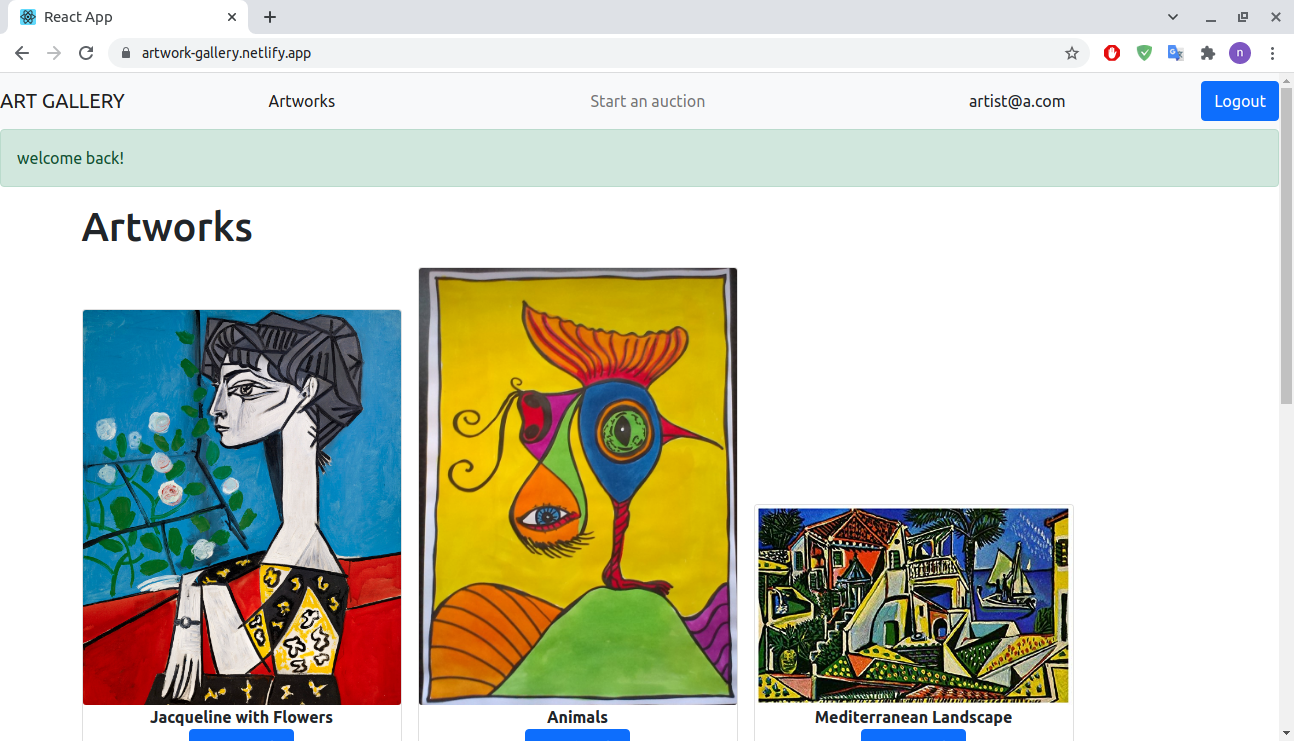 React App
artwork-gallery.netlify.app
n
ART GALLERY
Artworks
Start an auction
artist@a.com
Logout
welcome back!
Artworks
Jacqueline with Flowers
Animals
Mediterranean Landscape